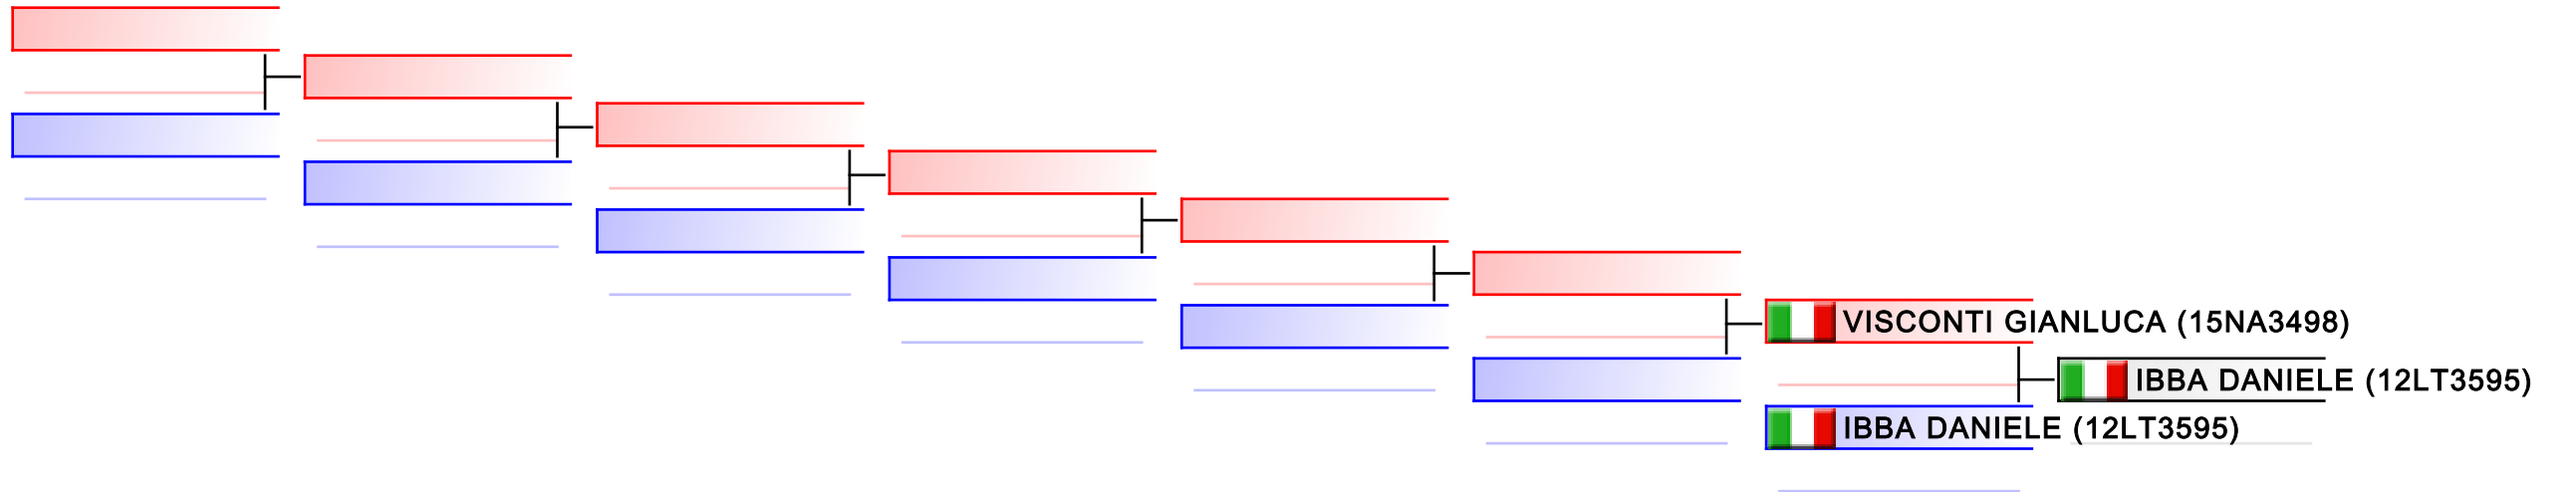 VISCONTI GIANLUCA (15NA3498)
IBBA DANIELE (12LT3595)
IBBA DANIELE (12LT3595)